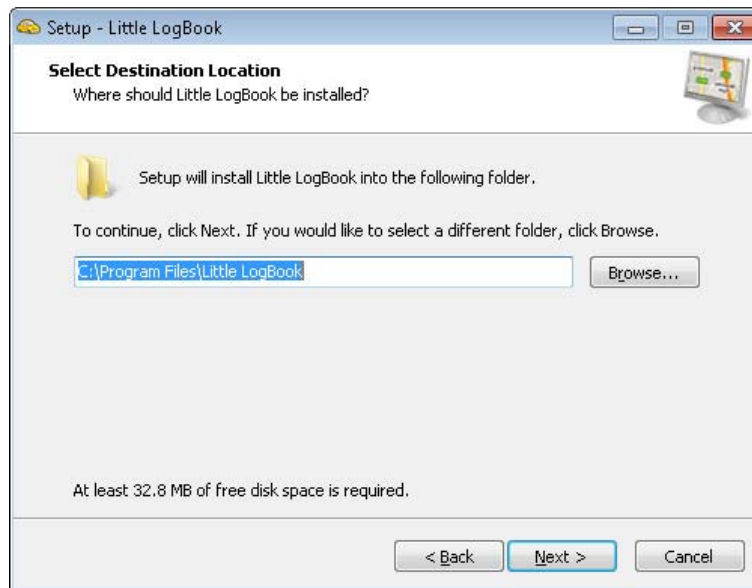 Setup - Little LogBook
Select Destination Location
Where should Little LogBook be installed?
Setup will install Little LogBook into the following folder.
To continue, click Next. If you would like to select a different folder, click Browse.
C:\Program Files\Little LogBook
Browse...
At least 32.8 MB of free disk space is required.
< Back
Next >
Cancel